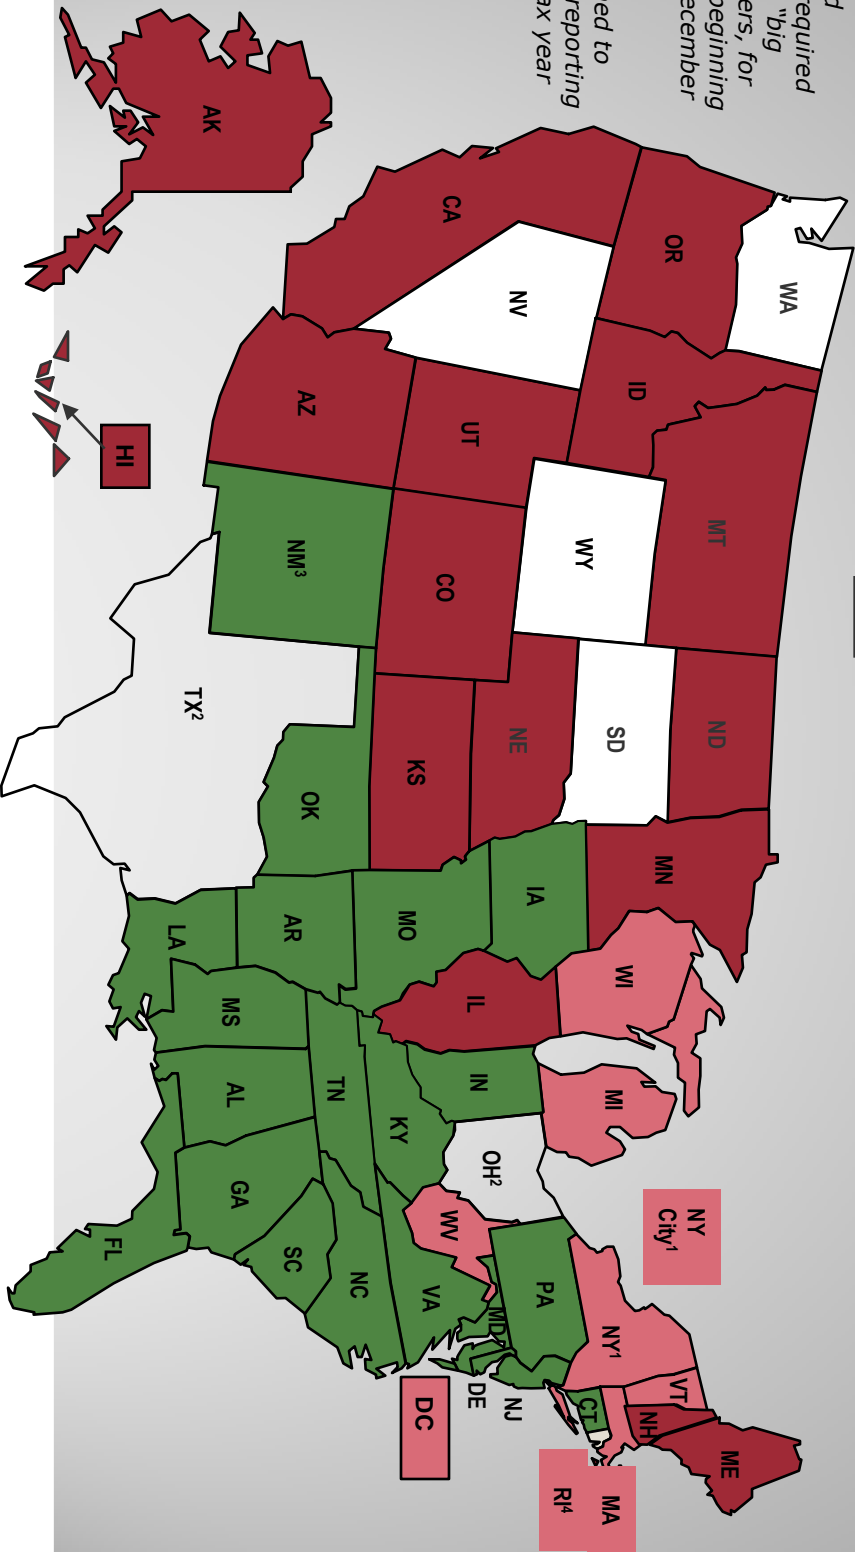 d
required
"big
ers, for
beginning
ecember
ed to
reporting
ax year
WA
OR
CA
NV
ID
MT
UT
AZ
WY
CO
NM³
ND
SD
NE
KS
OK
TX²
MN
IA
MO
AR
LA
WI
IL
MS
MI
IN
KY
TN
AL
OH²
WV
GA
FL
SC
NC
VA
PA
MD
DE
NJ
NY
City¹
NY¹
VT
NH
ME
CT
MA
RI⁴
DC
AK
HI